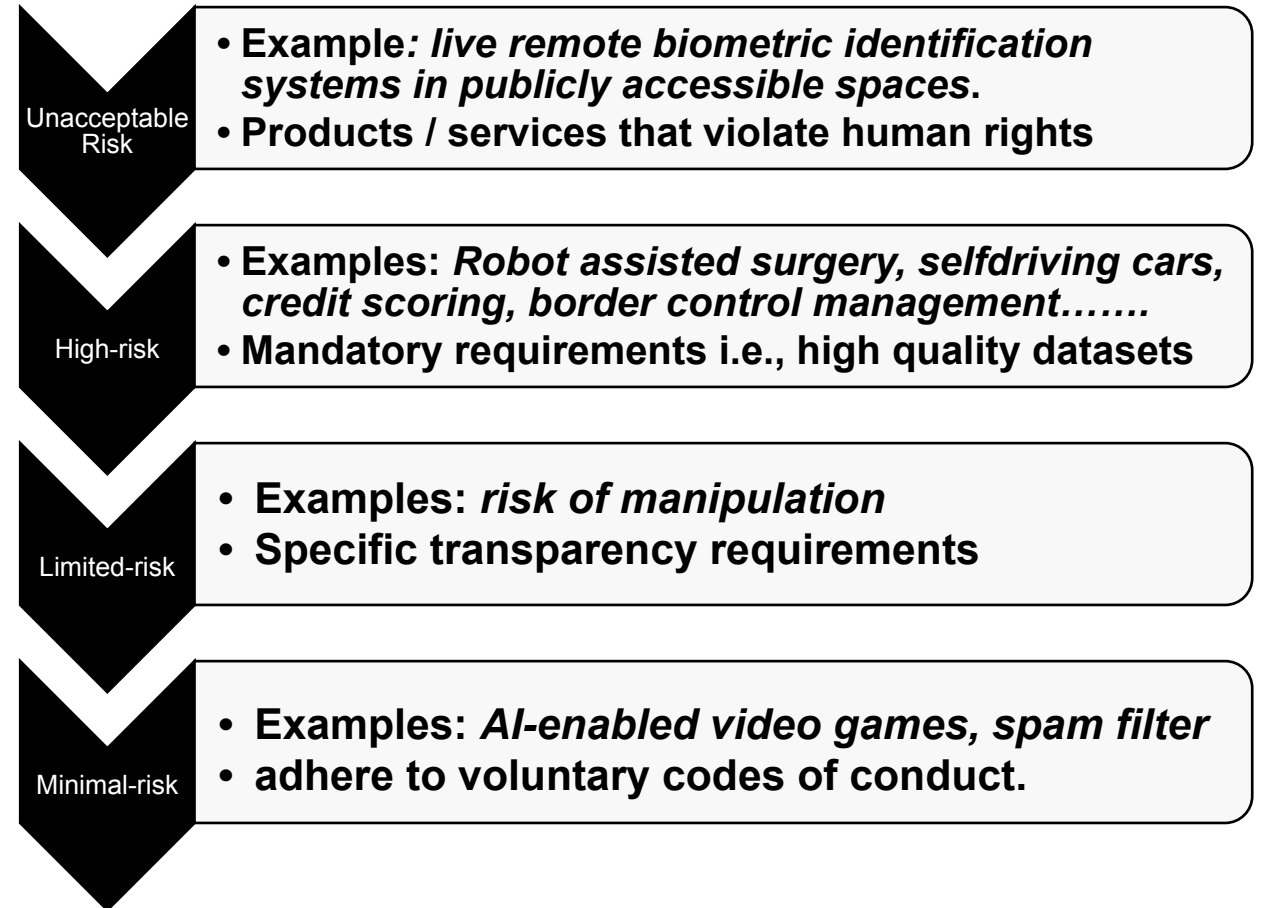 Unacceptable
Risk
• Example: live remote biometric identification
systems in publicly accessible spaces.
• Products / services that violate human rights
High-risk
• Examples: Robot assisted surgery, selfdriving cars,
credit scoring, border control management…….
• Mandatory requirements i.e., high quality datasets
Limited-risk
• Examples: risk of manipulation
• Specific transparency requirements
Minimal-risk
• Examples: AI-enabled video games, spam filter
• adhere to voluntary codes of conduct.